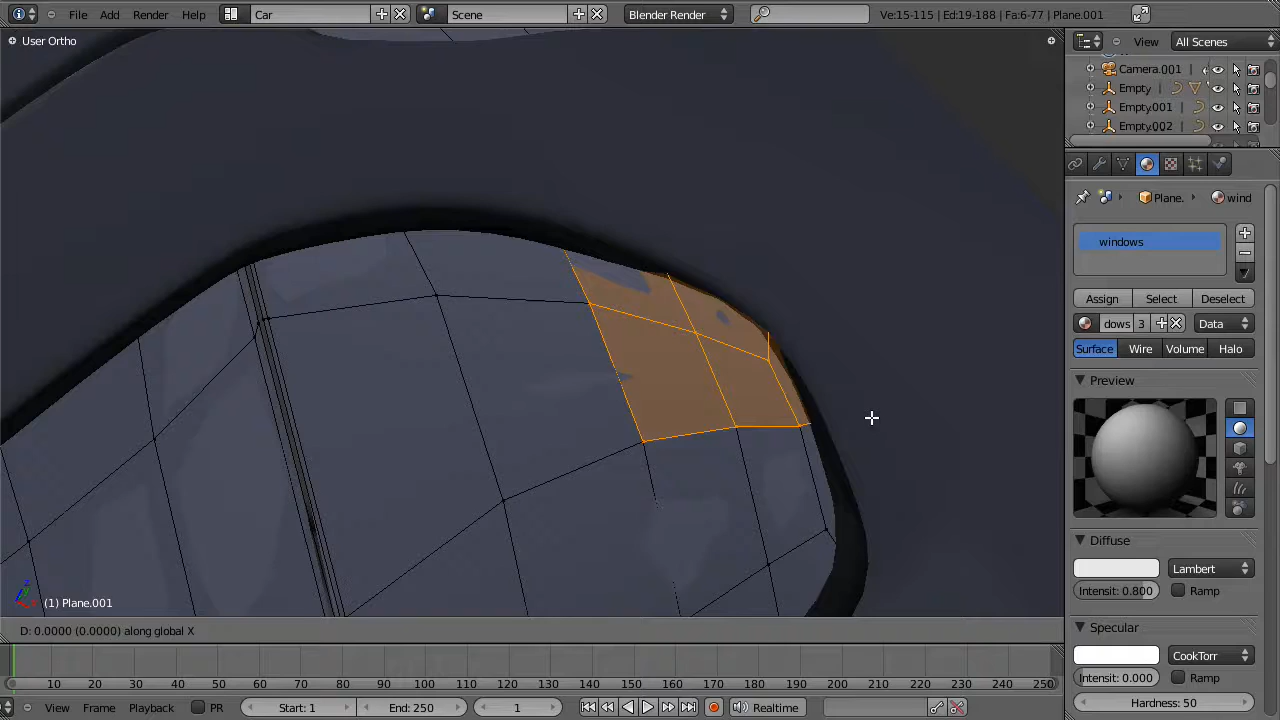 File Add Render Help Car Scene Blender Render Ve:15-115 | Ed:19-188 | Fa:6-77 | Plane.001
User Ortho
View All Scenes
Camera.001
Empty
Empty.001
Empty.002
Plane. wind
windows
Assign Select Deselect
dows 3 Data
Surface Wire Volume Halo
Preview
Diffuse
Lambert
Intensit: 0.800 Ramp
Specular
CookTorr
Intensit: 0.000 Ramp
Hardness: 50
(1) Plane.001
D: 0.0000 (0.0000) along global X
10 20 30 40 50 60 70 80 90 100 110 120 130 140 150 160 170 180 190 200 210 220 230 240 250
View Frame Playback PR Start: 1 End: 250 1 Realtime